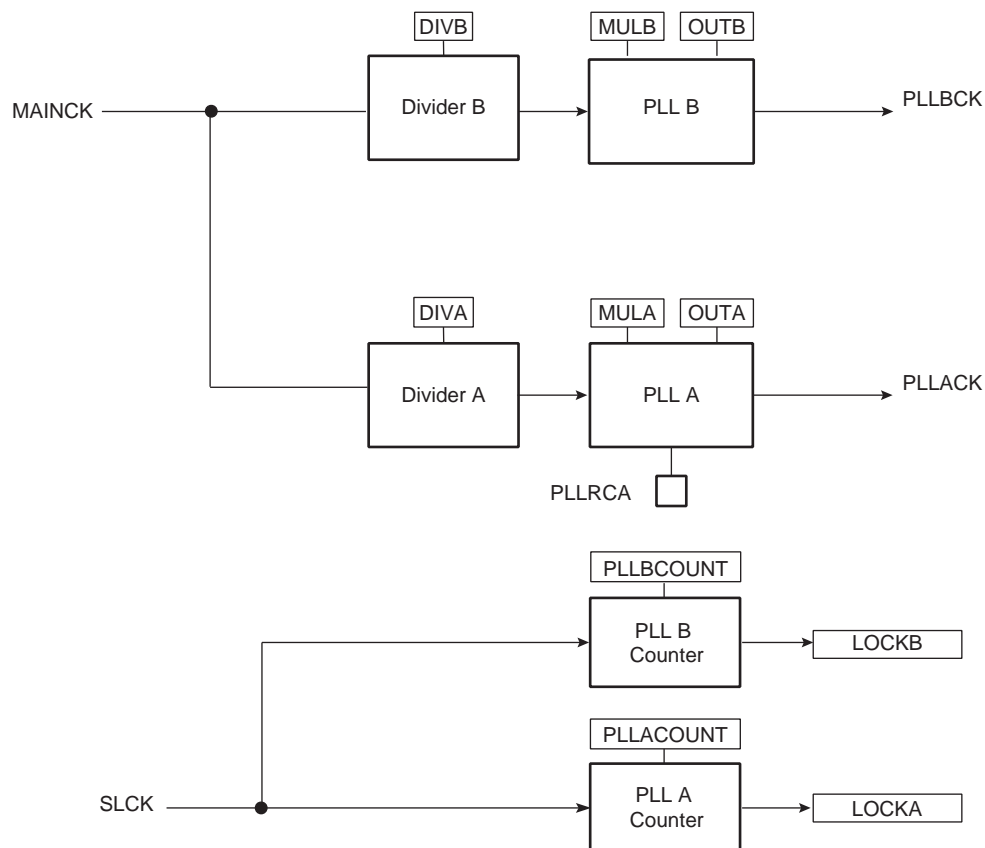 DIVB
MULB
OUTB
MAINCK
Divider B
PLL B
PLLBCK
DIVA
MULA
OUTA
Divider A
PLL A
PLLACK
PLLRCA
PLLBCOUNT
PLL B
Counter
LOCKB
PLLACOUNT
SLCK
PLL A
Counter
LOCKA